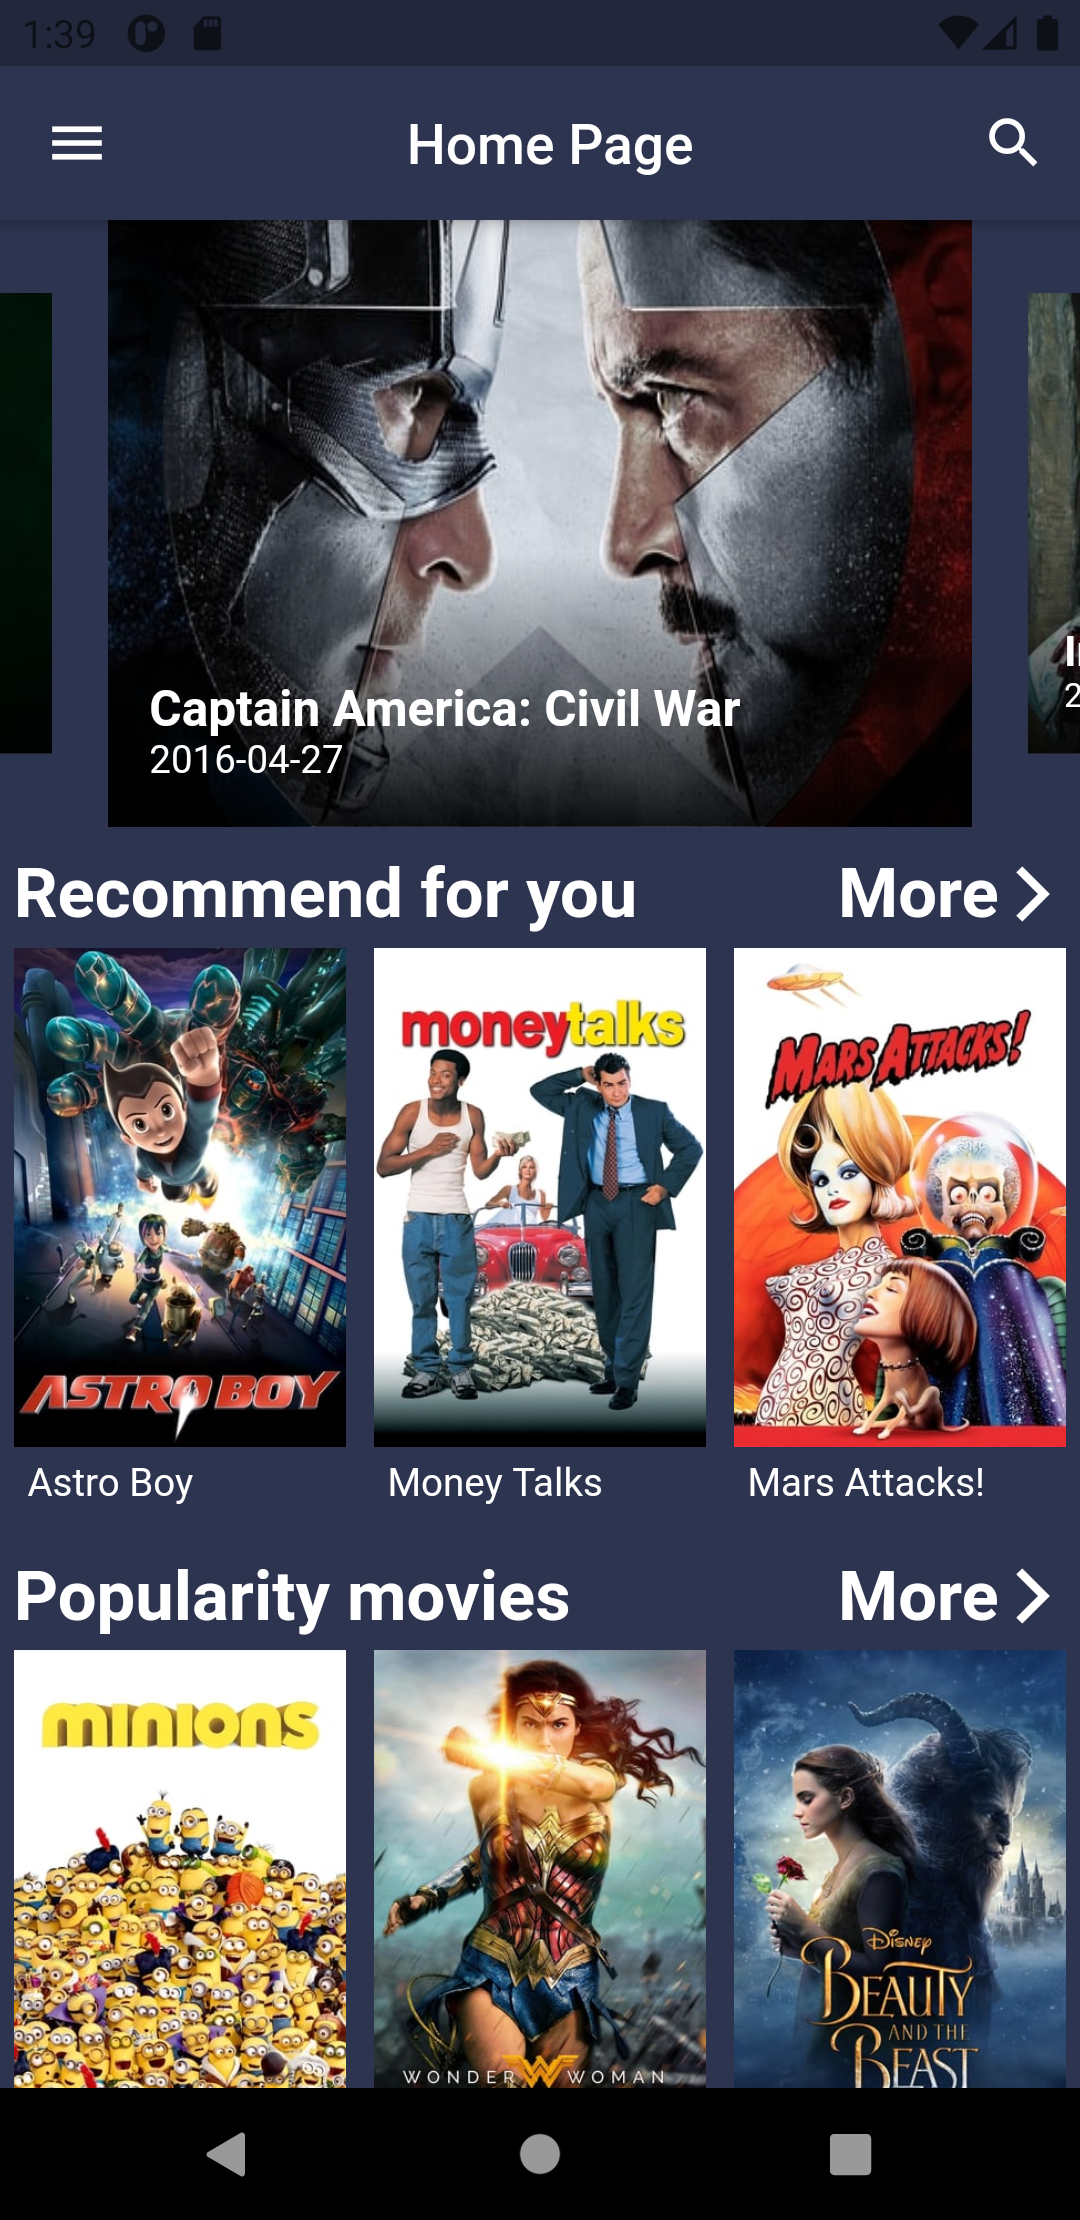 1:39
Home Page
Captain America: Civil War
2016-04-27
2
Recommend for you
More
moneytalks
MARS ATTACKS!
ASTRO BOY
Astro Boy
Money Talks
Mars Attacks!
Popularity movies
More
minions
WONDER WOMAN
DISNEY
BEAUTY
AND THE
BEAST